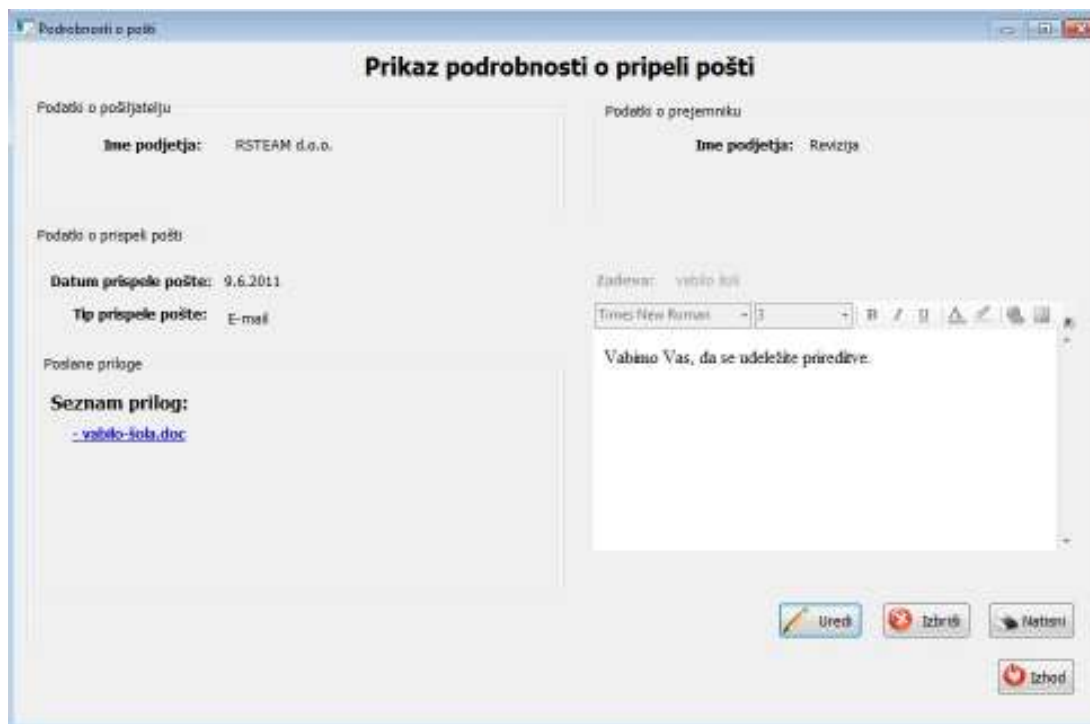 Podrobnosti o pošti
Prikaz podrobnosti o pripeli pošti
Podatki o pošiljatelju
Ime podjetja: RSTEAM d.o.o.
Podatki o prejemniku
Ime podjetja: Revizija
Podatki o prispeli pošti
Datum prispele pošte: 9.6.2011
Tip prispele pošte: E-mail
Poslane priloge
Seznam prilog:
- vabilo-šola.doc
Zadeva: vabilo
Times New Roman 3 B I U A
Vabimo Vas, da se udeležite prireditve.
Uredi Izbriši Natisni
Izhod